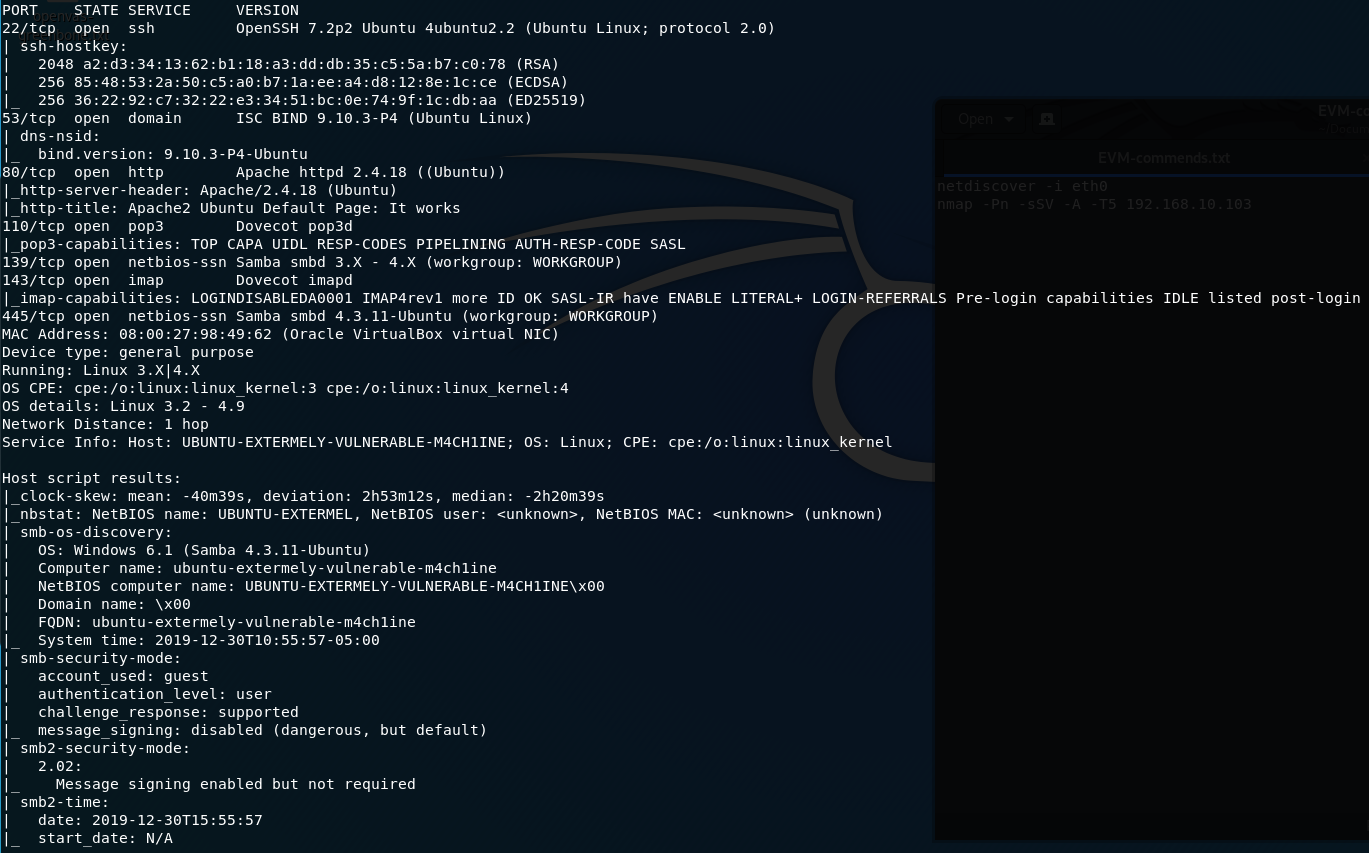 PORT     STATE SERVICE     VERSION
22/tcp  open  ssh         OpenSSH 7.2p2 Ubuntu 4ubuntu2.2 (Ubuntu Linux; protocol 2.0)
| ssh-hostkey:
|   2048 a2:d3:34:13:62:b1:18:a3:dd:db:35:c5:5a:b7:c0:78 (RSA)
|   256 85:48:53:2a:50:c5:a0:b7:1a:ee:a4:d8:12:8e:1c:ce (ECDSA)
|_  256 36:22:92:c7:32:22:e3:34:51:bc:0e:74:9f:1c:db:aa (ED25519)
53/tcp  open  domain      ISC BIND 9.10.3-P4 (Ubuntu Linux)
| dns-nsid:
|_  bind.version: 9.10.3-P4-Ubuntu
80/tcp  open  http        Apache httpd 2.4.18 ((Ubuntu))
|_http-server-header: Apache/2.4.18 (Ubuntu)
|_http-title: Apache2 Ubuntu Default Page: It works
110/tcp open  pop3        Dovecot pop3d
|_pop3-capabilities: TOP CAPA UIDL RESP-CODES PIPELINING AUTH-RESP-CODE SASL
139/tcp open  netbios-ssn Samba smbd 3.X - 4.X (workgroup: WORKGROUP)
143/tcp open  imap        Dovecot imapd
|_imap-capabilities: LOGINDISABLEDA0001 IMAP4rev1 more ID OK SASL-IR have ENABLE LITERAL+ LOGIN-REFERRALS Pre-login capabilities IDLE listed post-login
445/tcp open  netbios-ssn Samba smbd 4.3.11-Ubuntu (workgroup: WORKGROUP)
MAC Address: 08:00:27:98:49:62 (Oracle VirtualBox virtual NIC)
Device type: general purpose
Running: Linux 3.X|4.X
OS CPE: cpe:/o:linux:linux_kernel:3 cpe:/o:linux:linux_kernel:4
OS details: Linux 3.2 - 4.9
Network Distance: 1 hop
Service Info: Host: UBUNTU-EXTERMELY-VULNERABLE-M4CH1INE; OS: Linux; CPE: cpe:/o:linux:linux_kernel
Host script results:
|_clock-skew: mean: -40m39s, deviation: 2h53m12s, median: -2h20m39s
|_nbstat: NetBIOS name: UBUNTU-EXTERMEL, NetBIOS user: <unknown>, NetBIOS MAC: <unknown> (unknown)
| smb-os-discovery:
|   OS: Windows 6.1 (Samba 4.3.11-Ubuntu)
|   Computer name: ubuntu-extermely-vulnerable-m4ch1ine
|   NetBIOS computer name: UBUNTU-EXTERMELY-VULNERABLE-M4CH1INE\x00
|   Domain name: \x00
|   FQDN: ubuntu-extermely-vulnerable-m4ch1ine
|_  System time: 2019-12-30T10:55:57-05:00
| smb-security-mode:
|   account_used: guest
|   authentication_level: user
|   challenge_response: supported
|_  message_signing: disabled (dangerous, but default)
| smb2-security-mode:
|   2.02:
|_    Message signing enabled but not required
| smb2-time:
|   date: 2019-12-30T15:55:57
|_  start_date: N/A
Open
EVM-commends.txt
netdiscover -i eth0
nmap -Pn -sSV -A -T5 192.168.10.103